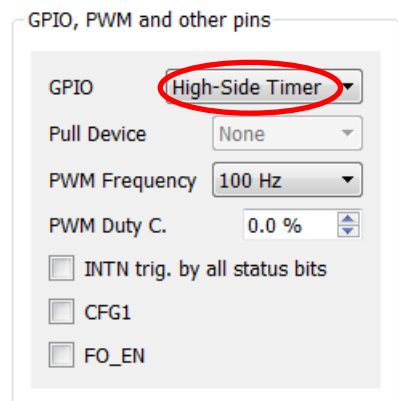 GPIO, PWM and other pins
GPIO High-Side Timer
Pull Device None
PWM Frequency 100 Hz
PWM Duty C. 0.0 %
INTN trig. by all status bits
CFG1
FO_EN